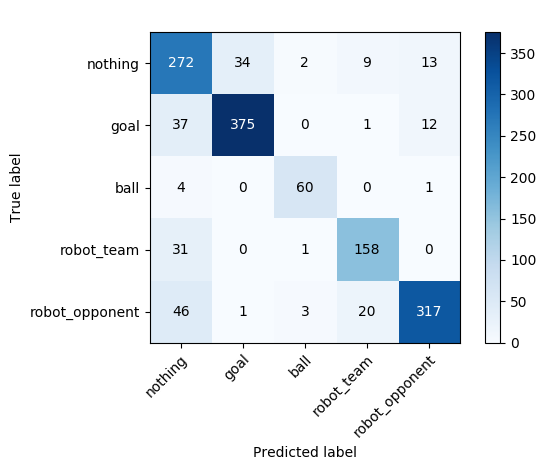 nothing 272 34 2 9 13
goal 37 375 0 1 12
ball 4 0 60 0 1
robot_team 31 0 1 158 0
robot_opponent 46 1 3 20 317
nothing goal ball robot_team robot_opponent
True label
Predicted label
350
300
250
200
150
100
50
0